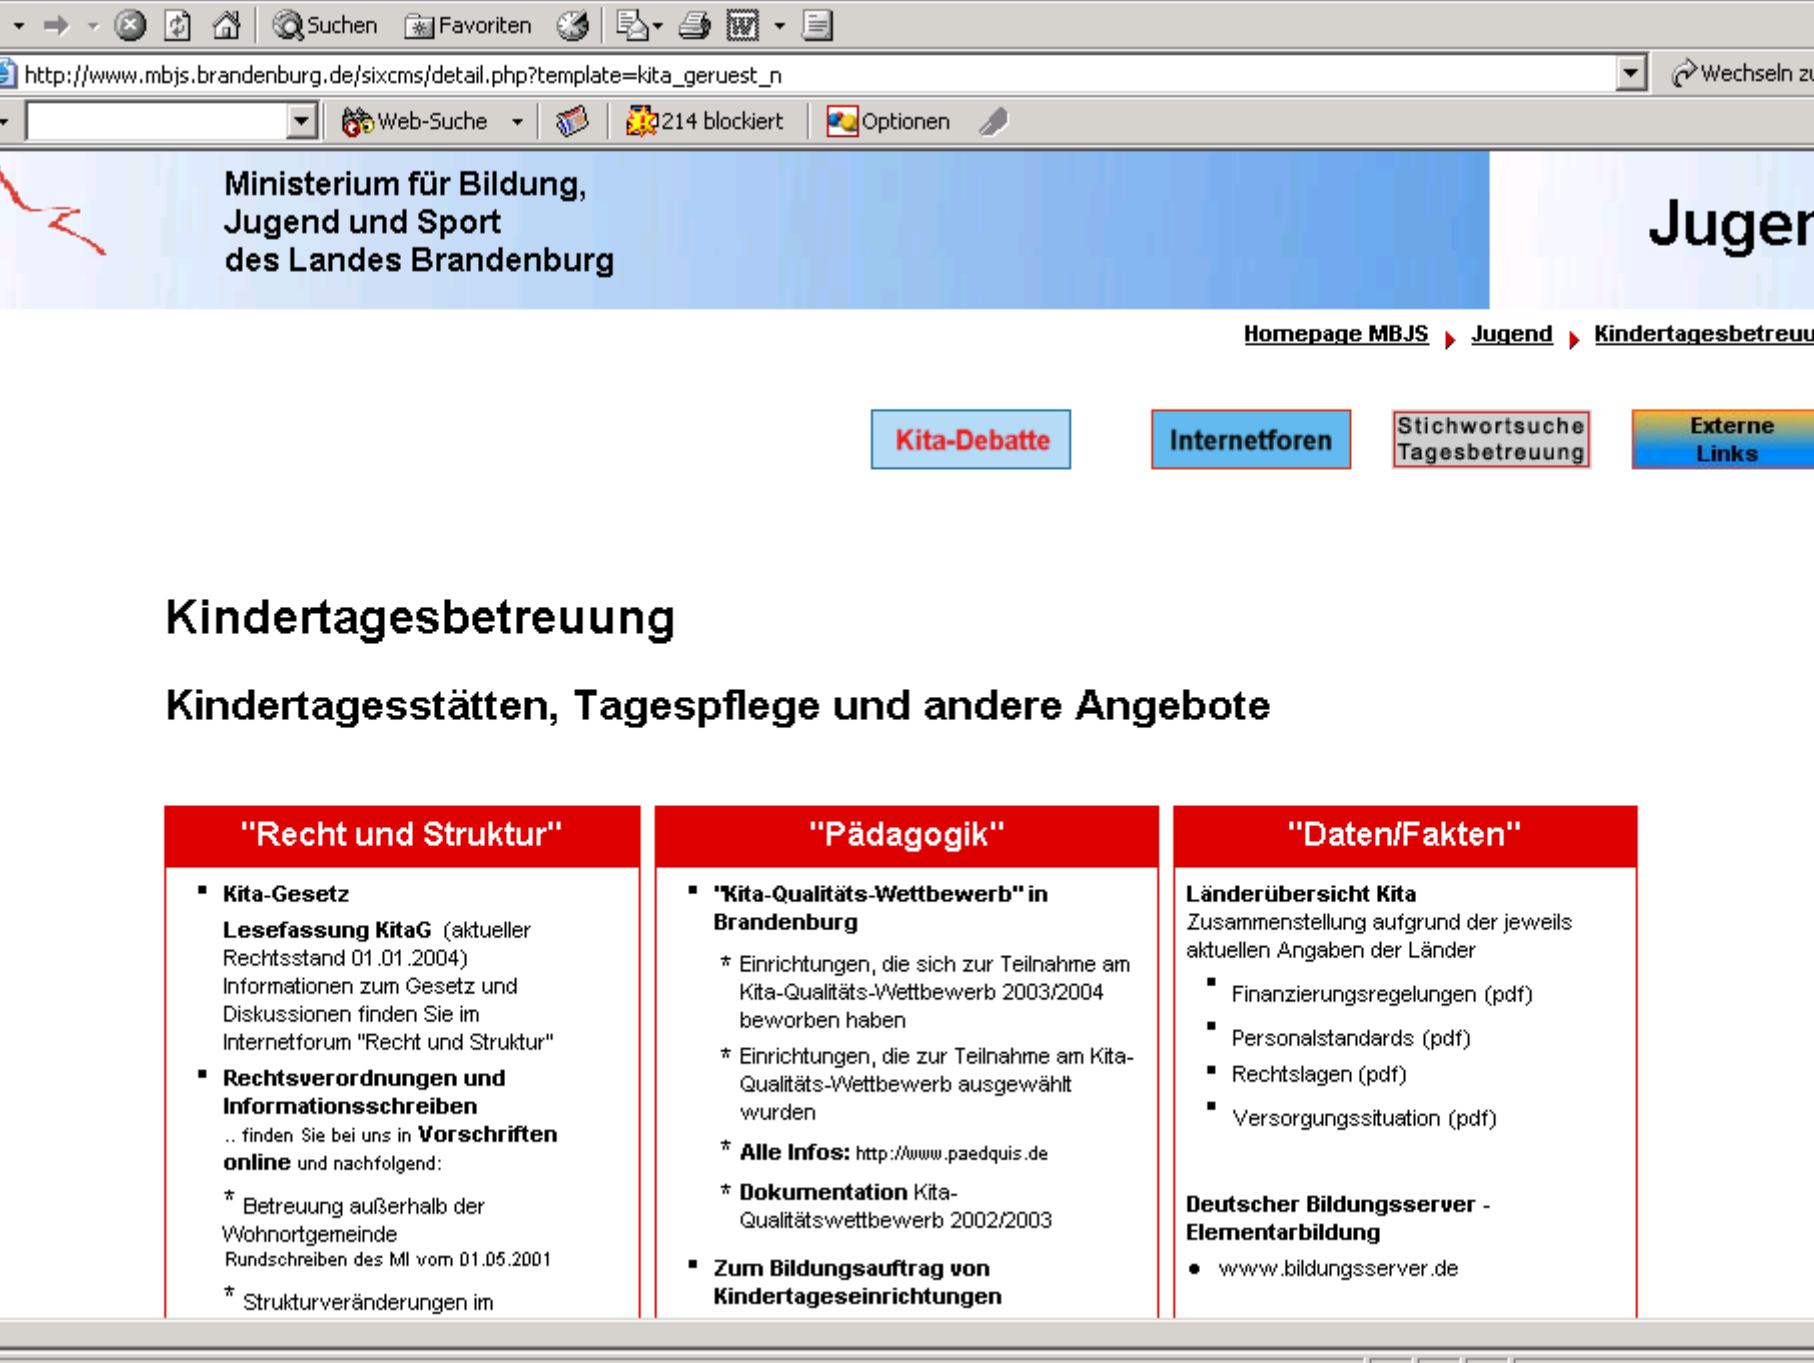 Suchen Favoriten
http://www.mbjs.brandenburg.de/sixcms/detail.php?template=kita_geruest_n
Wechseln zu
Web-Suche 214 blockiert Optionen
Ministerium für Bildung,
Jugend und Sport
des Landes Brandenburg
Homepage MBJS Jugend
Kita-Debatte
Internetforen
Stichwortsuche
Tagesbetreuung
Externe
Links
Kindertagesbetreuung
Kindertagesstätten, Tagespflege und andere Angebote
"Recht und Struktur"
Kita-Gesetz
Lesefassung KitaG (aktueller
Rechtsstand 01.01.2004)
Informationen zum Gesetz und
Diskussionen finden Sie im
Internetforum "Recht und Struktur"
Rechtsverordnungen und
Informationsschreiben
.. finden Sie bei uns in Vorschriften
online und nachfolgend:
* Betreuung außerhalb der
Wohnortgemeinde
Rundschreiben des MI vom 01.05.2001
* Strukturveränderungen im
"Pädagogik"
"Kita-Qualitäts-Wettbewerb" in
Brandenburg
* Einrichtungen, die sich zur Teilnahme am
Kita-Qualitäts-Wettbewerb 2003/2004
beworben haben
* Einrichtungen, die zur Teilnahme am Kita-
Qualitäts-Wettbewerb ausgewählt
wurden
* Alle Infos: http://www.paedquis.de
* Dokumentation Kita-
Qualitätswettbewerb 2002/2003
Zum Bildungsauftrag von
Kindertageseinrichtungen
"Daten/Fakten"
Länderübersicht Kita
Zusammenstellung aufgrund der jeweils
aktuellen Angaben der Länder
Finanzierungsregelungen (pdf)
Personalstandards (pdf)
Rechtslagen (pdf)
Versorgungssituation (pdf)
Deutscher Bildungsserver -
Elementarbildung
www.bildungsserver.de